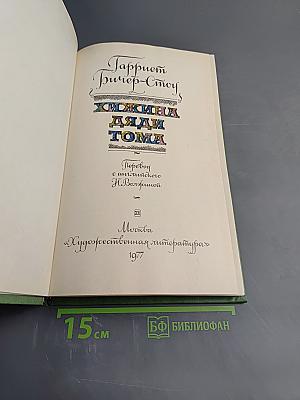 Гарриет
Бичер-Стоу
ХИЖИНА
ДЯДИ
ТОМА
Перевод
с английского
Н. Волжиной
Москва
«Художественная литература»
1977
15 см
БФ БИБЛИОФАН